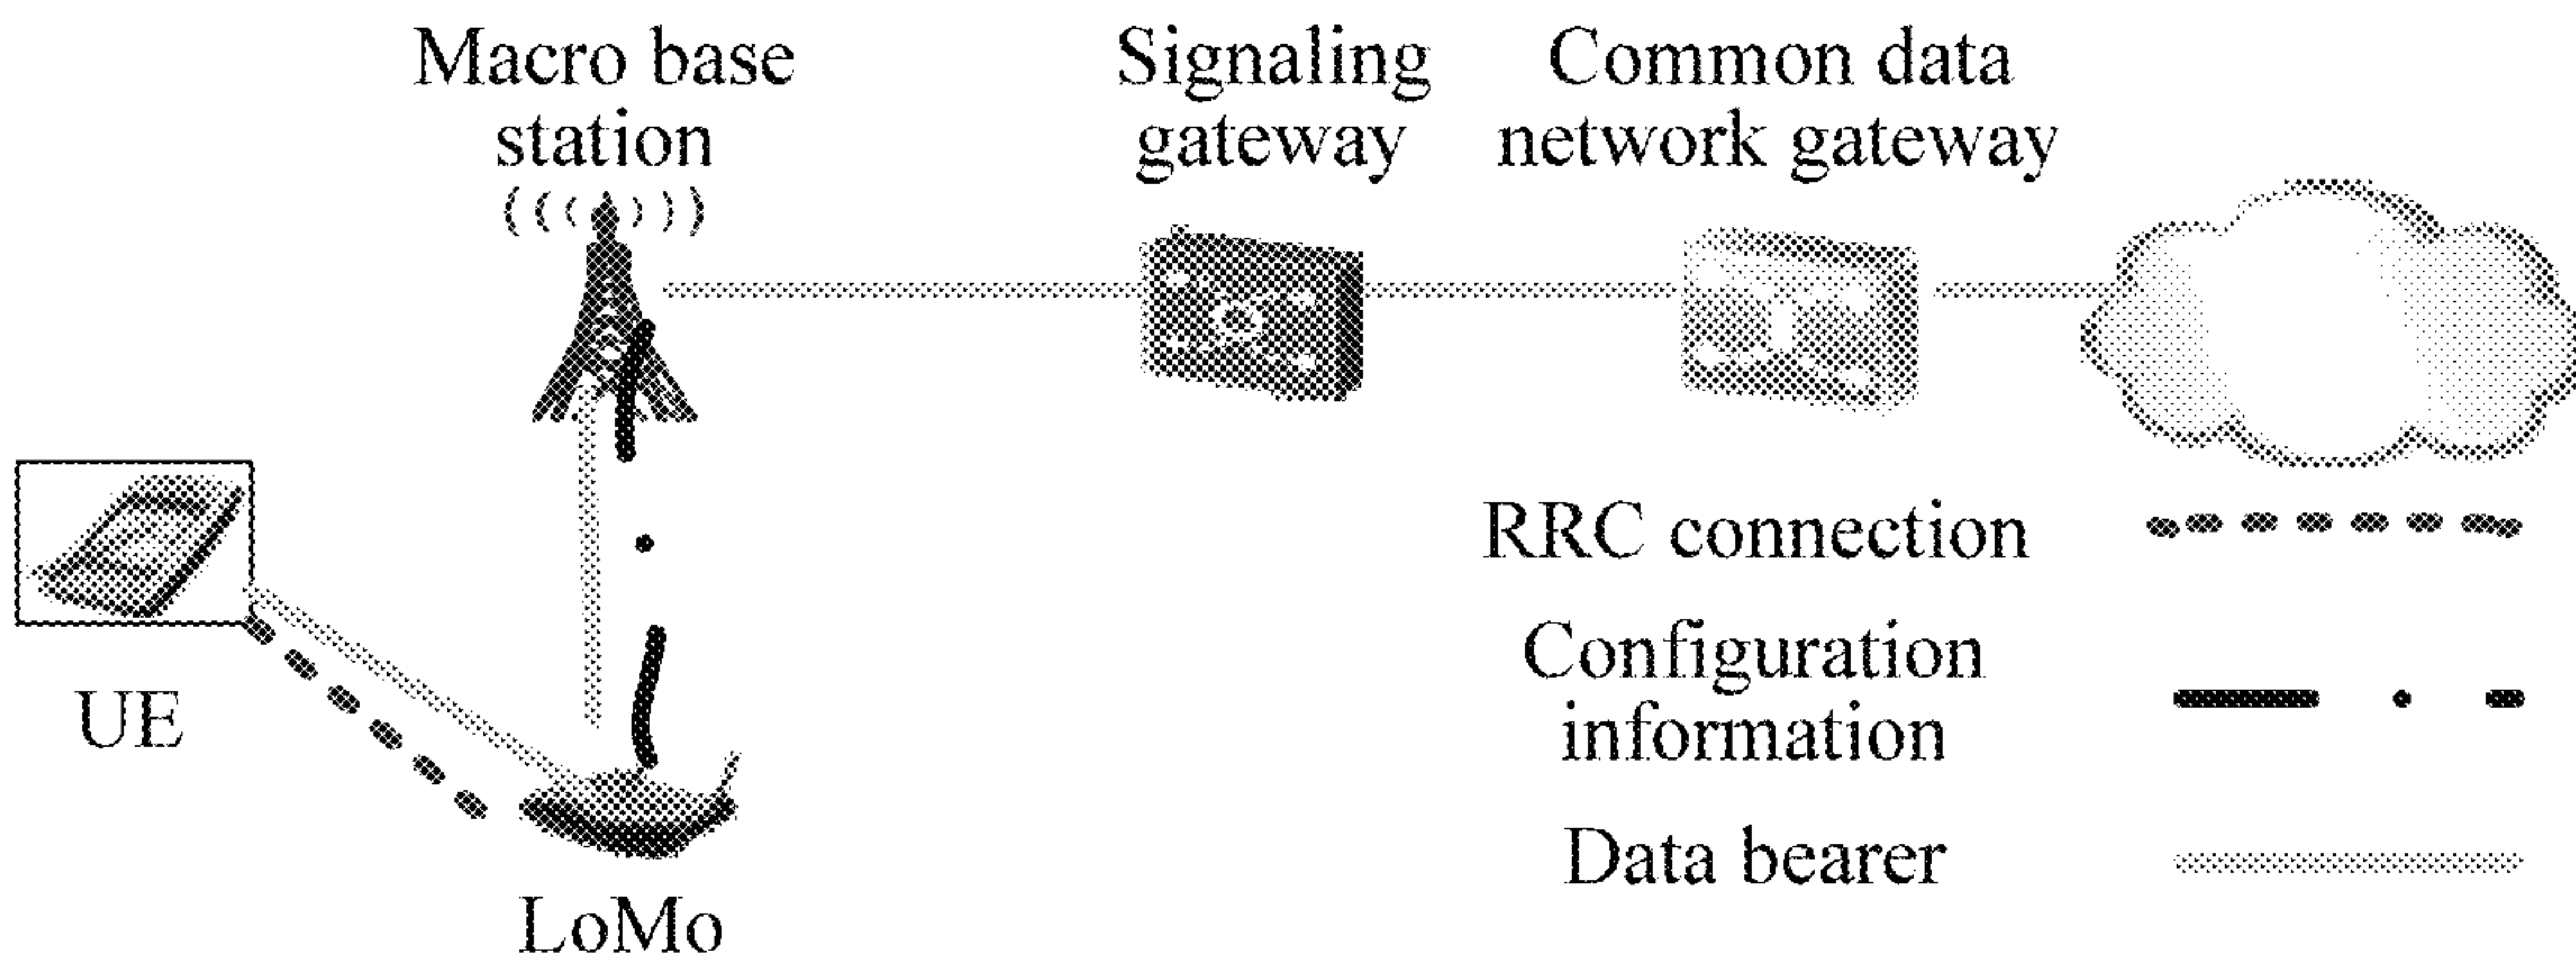 Macro base
station
Signaling
gateway
Common data
network gateway
RRC connection
Configuration
information
UE
Data bearer
LoMo